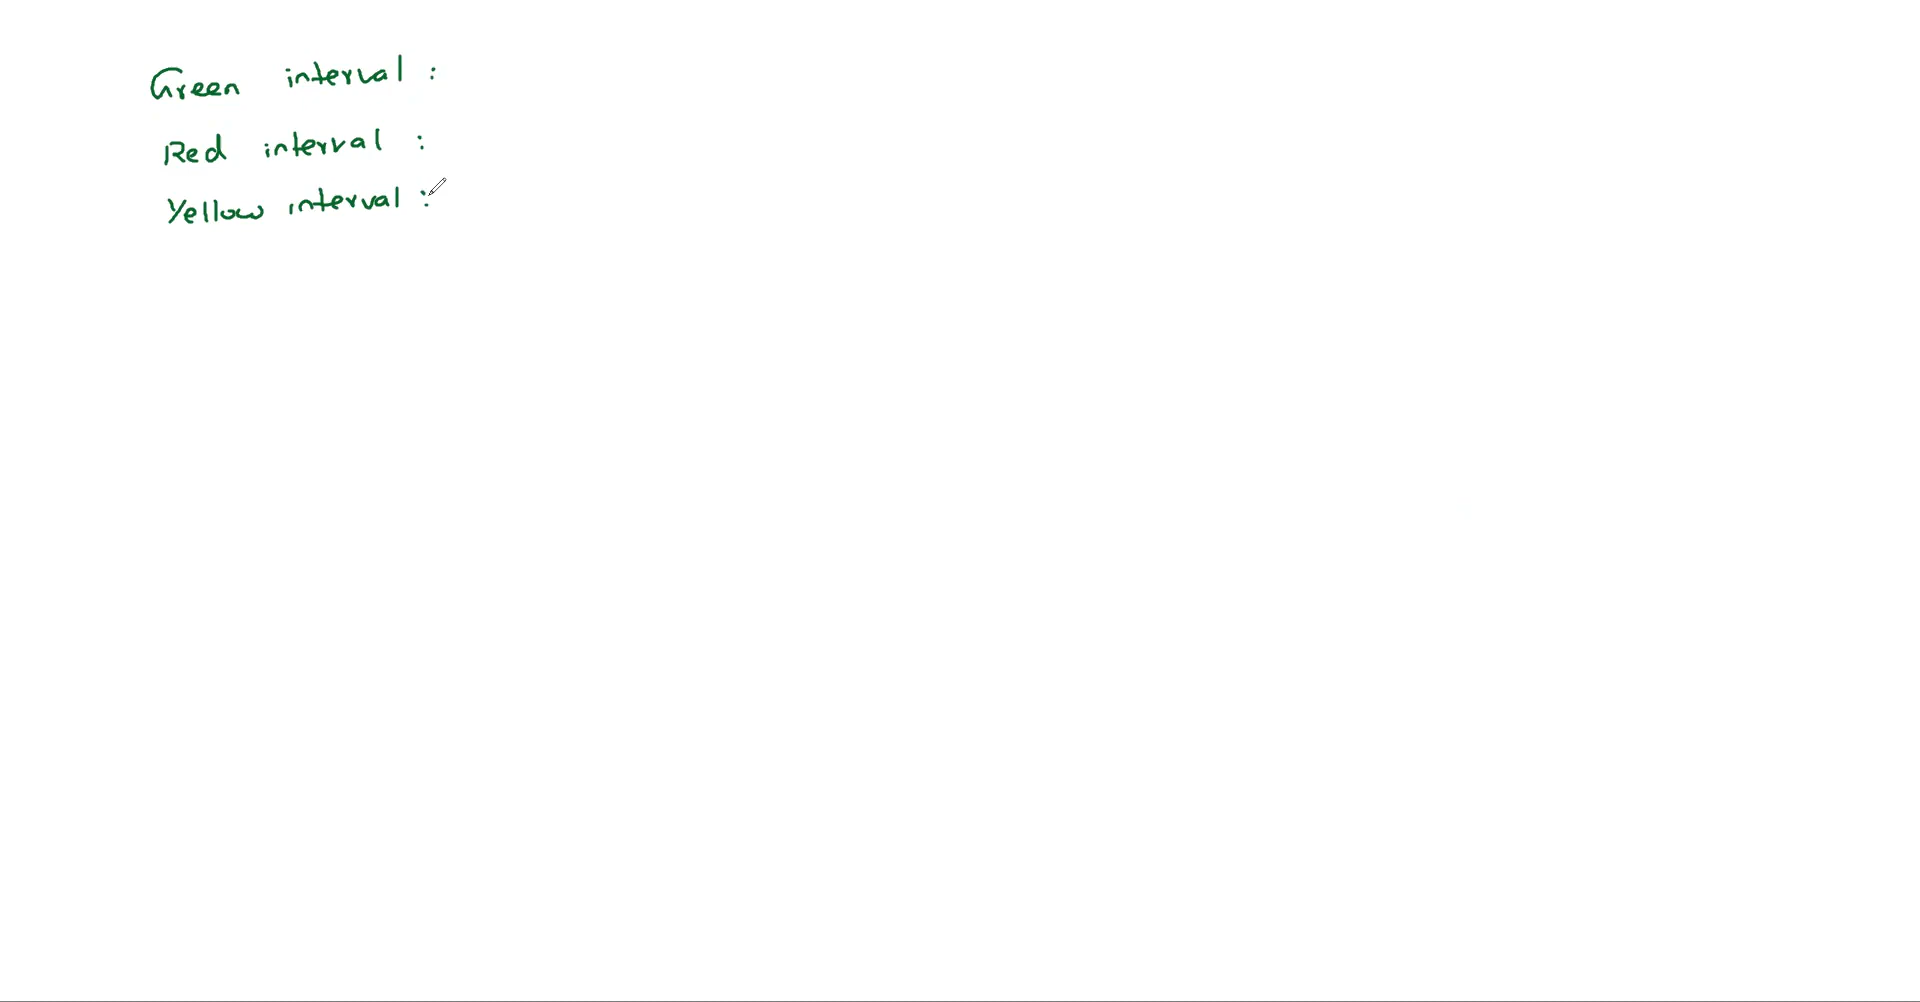 Green interval :
Red interval :
Yellow interval :